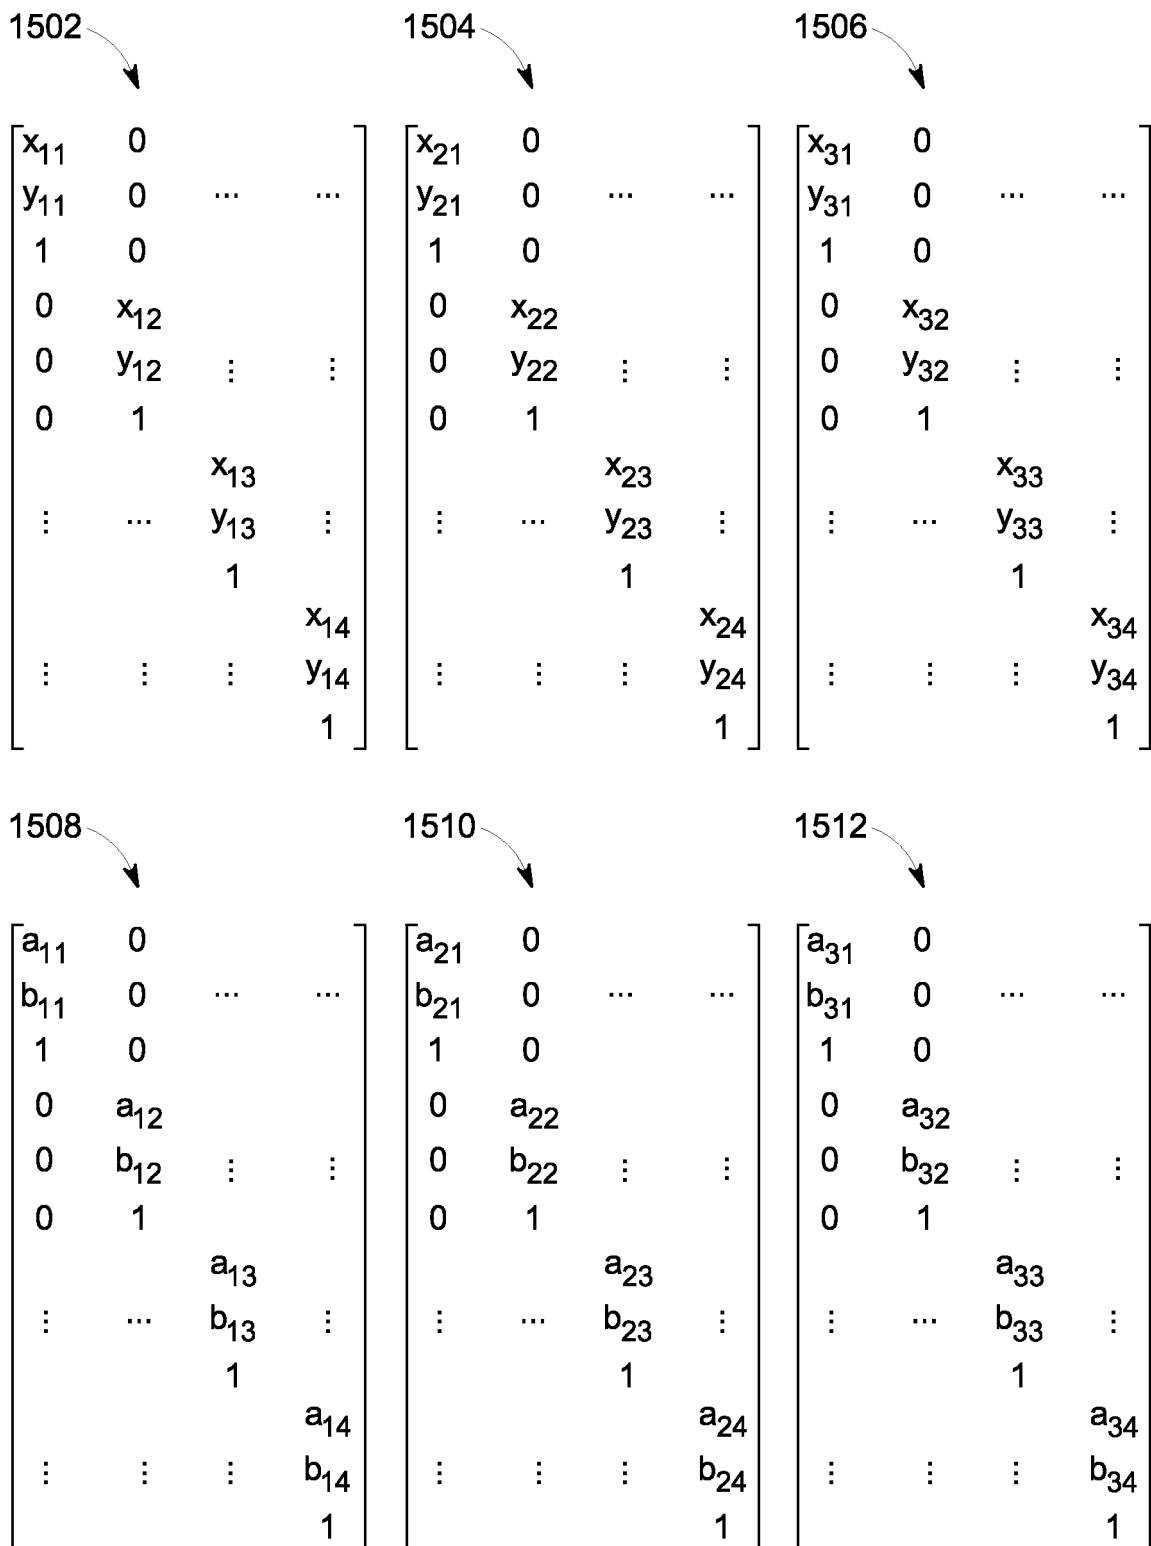 1502 1504 1506
x11 0 x21 0 x31 0
y11 0 ... ... y21 0 ... ... y31 0 ... ...
1 0 1 0 1 0
0 x12 0 x22 0 x32
0 y12 ⋮ ⋮ 0 y22 ⋮ ⋮ 0 y32 ⋮ ⋮
0 1 0 1 0 1
x13 x23 x33
⋮ ... y13 ⋮ ⋮ ... y23 ⋮ ⋮ ... y33 ⋮
1 1 1
x14 x24 x34
⋮ ⋮ ⋮ y14 ⋮ ⋮ ⋮ y24 ⋮ ⋮ ⋮ y34
1 1 1
1508 1510 1512
a11 0 a21 0 a31 0
b11 0 ... ... b21 0 ... ... b31 0 ... ...
1 0 1 0 1 0
0 a12 0 a22 0 a32
0 b12 ⋮ ⋮ 0 b22 ⋮ ⋮ 0 b32 ⋮ ⋮
0 1 0 1 0 1
a13 a23 a33
⋮ ... b13 ⋮ ⋮ ... b23 ⋮ ⋮ ... b33 ⋮
1 1 1
a14 a24 a34
⋮ ⋮ ⋮ b14 ⋮ ⋮ ⋮ b24 ⋮ ⋮ ⋮ b34
1 1 1